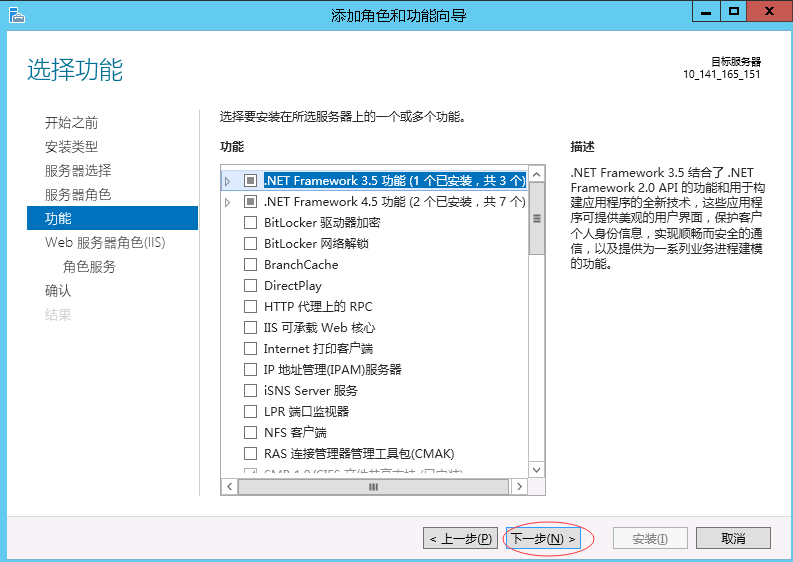 添加角色和功能向导
选择功能
目标服务器
10_141_165_151
开始之前
安装类型
服务器选择
服务器角色
功能
Web 服务器角色(IIS)
角色服务
确认
结果
选择要安装在所选服务器上的一个或多个功能。
功能
.NET Framework 3.5 功能 (1 个已安装，共 3 个)
.NET Framework 4.5 功能 (2 个已安装，共 7 个)
BitLocker 驱动器加密
BitLocker 网络解锁
BranchCache
DirectPlay
HTTP 代理上的 RPC
IIS 可承载 Web 核心
Internet 打印客户端
IP 地址管理(IPAM)服务器
iSNS Server 服务
LPR 端口监视器
NFS 客户端
RAS 连接管理器管理工具包(CMAK)
SMB 1.0/CIFS 文件共享支持 (已安装)
描述
.NET Framework 3.5 结合了 .NET
Framework 2.0 API 的功能和用于构
建应用程序的全新技术，这些应用程
序可提供美观的用户界面，保护客户
个人身份信息，实现顺畅而安全的通
信，以及提供为一系列业务进程建模
的功能。
< 上一步(P)
下一步(N) >
安装(I)
取消